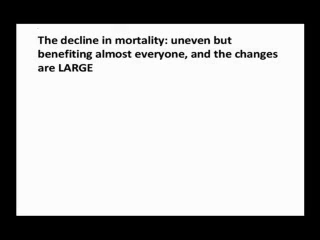 The decline in mortality: uneven but
benefiting almost everyone, and the changes
are LARGE